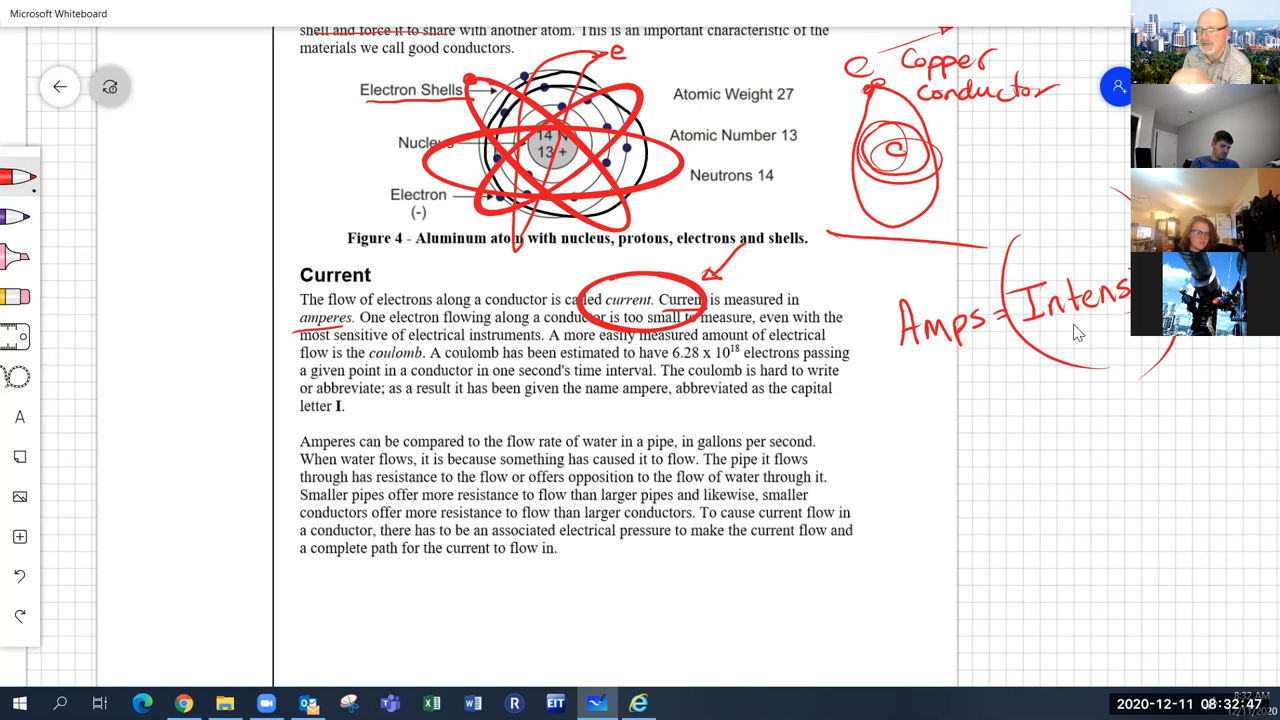 Microsoft Whiteboard
shell and force it to share with another atom. This is an important characteristic of the
materials we call good conductors.
e
Electron Shells
Atomic Weight 27
14 N
Nucleus
Atomic Number 13
13 +
Neutrons 14
Electron
(-)
Figure 4 - Aluminum atom with nucleus, protons, electrons and shells.
e Copper
conductor
C
Current
The flow of electrons along a conductor is called current. Current is measured in
amperes. One electron flowing along a conductor is too small to measure, even with the
most sensitive of electrical instruments. A more easily measured amount of electrical
flow is the coulomb. A coulomb has been estimated to have 6.28 x 10¹⁸ electrons passing
a given point in a conductor in one second's time interval. The coulomb is hard to write
or abbreviate; as a result it has been given the name ampere, abbreviated as the capital
letter I.
Amps = (Intens
Amperes can be compared to the flow rate of water in a pipe, in gallons per second.
When water flows, it is because something has caused it to flow. The pipe it flows
through has resistance to the flow or offers opposition to the flow of water through it.
Smaller pipes offer more resistance to flow than larger pipes and likewise, smaller
conductors offer more resistance to flow than larger conductors. To cause current flow in
a conductor, there has to be an associated electrical pressure to make the current flow and
a complete path for the current to flow in.
A
R
EIT
2020-12-11 08:32:47